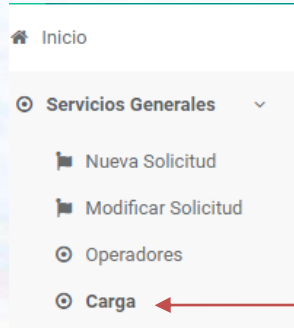 Inicio
Servicios Generales
Nueva Solicitud
Modificar Solicitud
Operadores
Carga